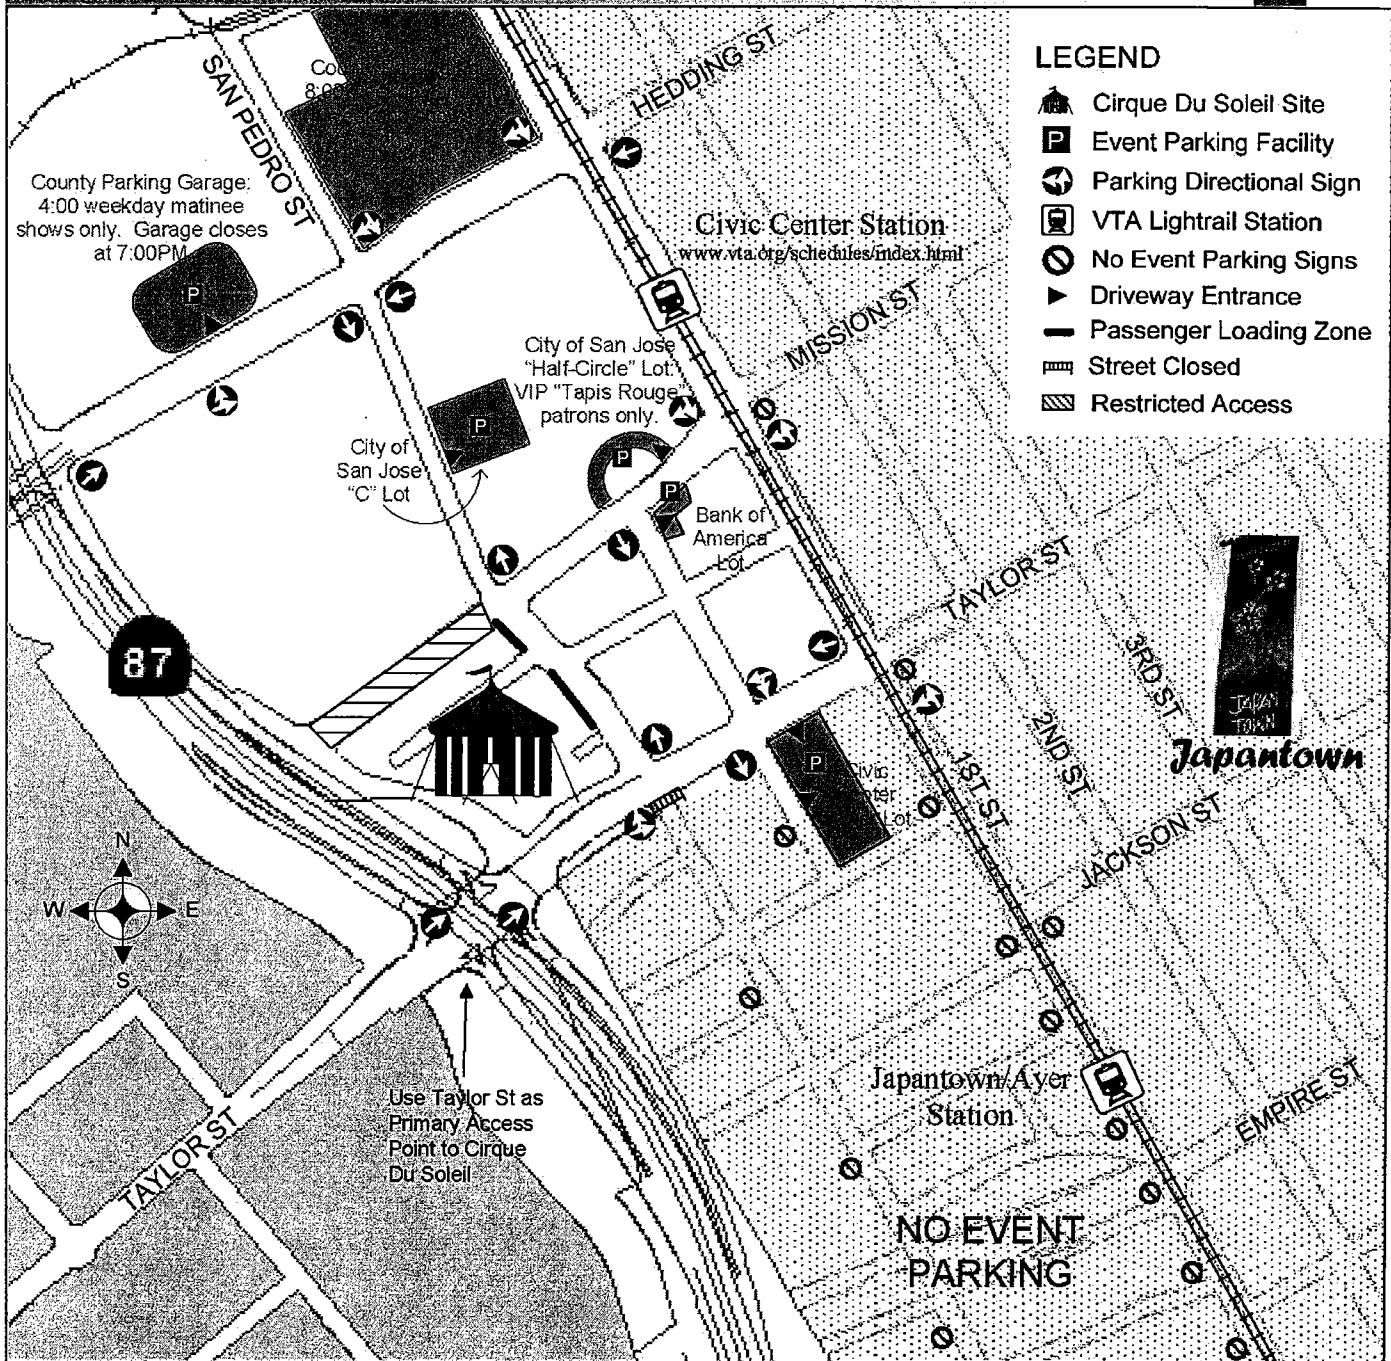 SAN PEDRO ST
HEDDING ST
LEGEND
Cirque Du Soleil Site
P Event Parking Facility
Parking Directional Sign
VTA Lightrail Station
No Event Parking Signs
Driveway Entrance
Passenger Loading Zone
Street Closed
Restricted Access
County Parking Garage:
4:00 weekday matinee
shows only. Garage closes
at 7:00PM
P
Civic Center Station
www.vta.org/schedules/index.html
MISSION ST
City of San Jose
"Half-Circle" Lot:
VIP "Tapis Rouge"
patrons only.
P
City of
San Jose
"C" Lot
P
P
Bank of
America
Lot
TAYLOR ST
87
3RD ST
2ND ST
1ST ST
JAPAN
TOWN
Japantown
P
Lot
JACKSON ST
N
W E
S
Use Taylor St as
Primary Access
Point to Cirque
Du Soleil
TAYLOR ST
Japantown/Ayer
Station
EMPIRE ST
NO EVENT
PARKING